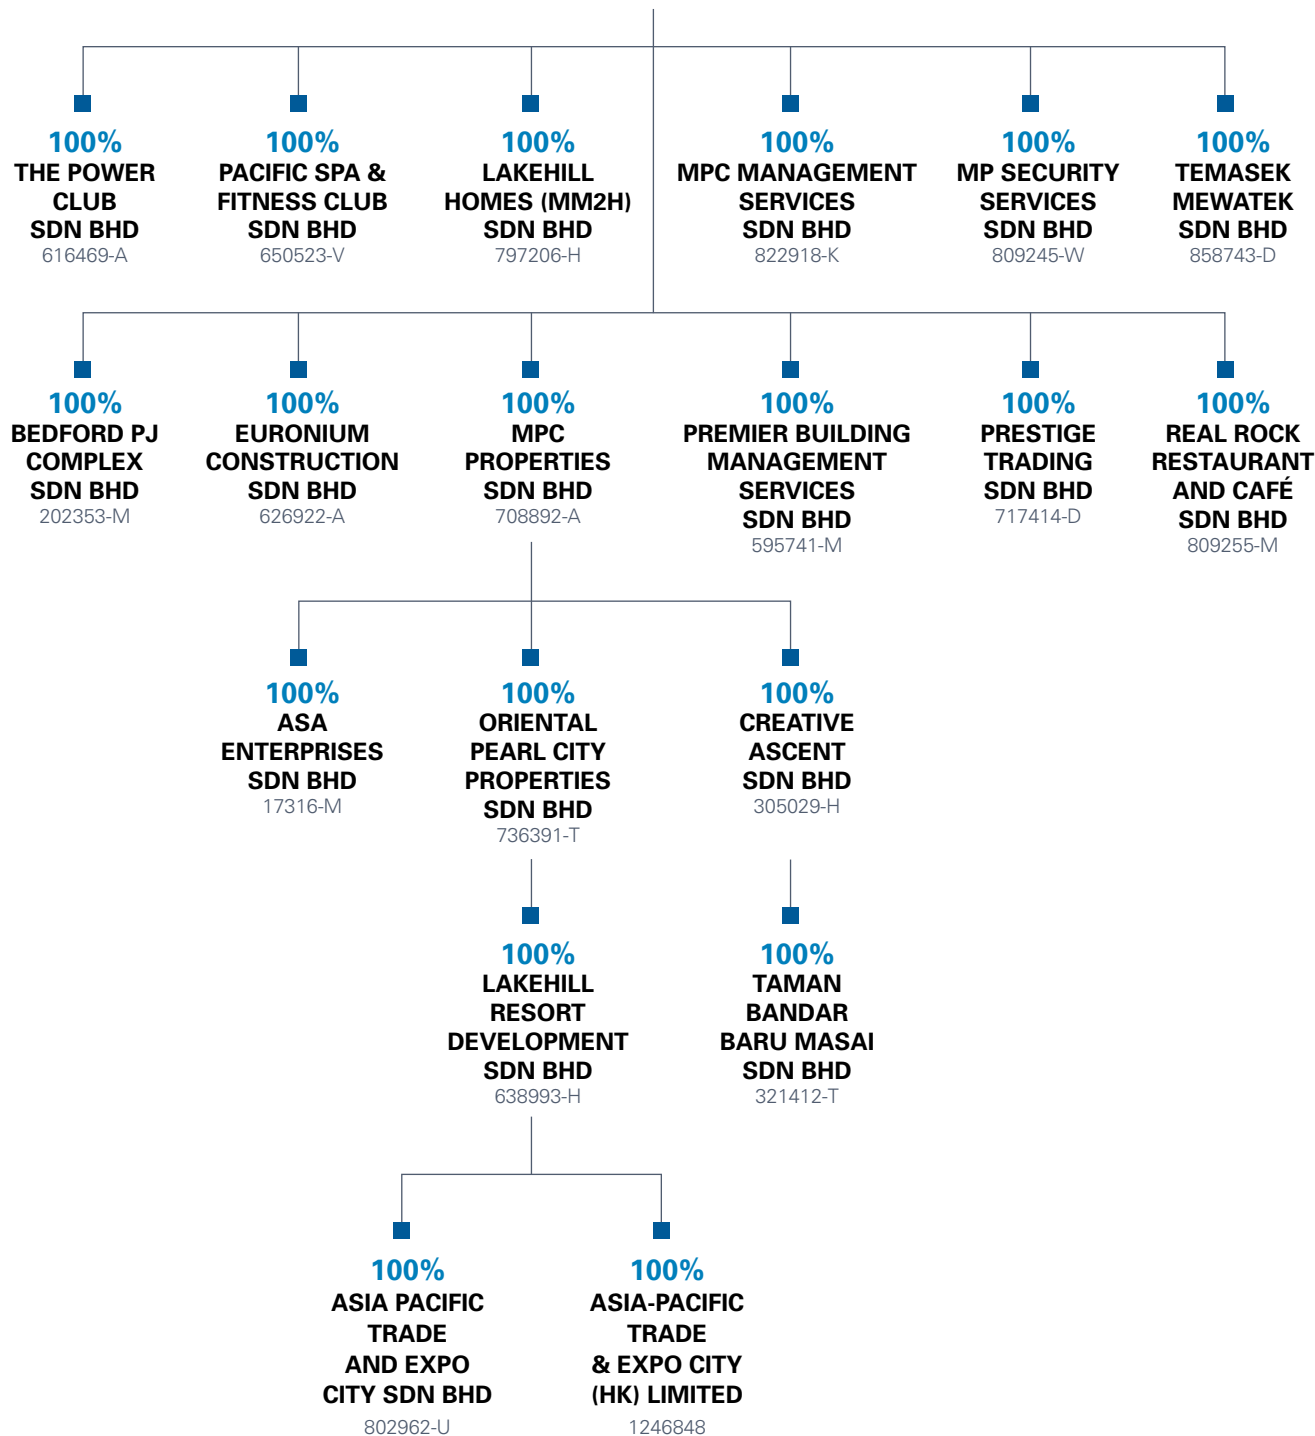 100%
THE POWER
CLUB
SDN BHD
616469-A
100%
PACIFIC SPA &
FITNESS CLUB
SDN BHD
650523-V
100%
LAKEHILL
HOMES (MM2H)
SDN BHD
797206-H
100%
MPC MANAGEMENT
SERVICES
SDN BHD
822918-K
100%
MP SECURITY
SERVICES
SDN BHD
809245-W
100%
TEMASEK
MEWATEK
SDN BHD
858743-D
100%
BEDFORD PJ
COMPLEX
SDN BHD
202353-M
100%
EURONIUM
CONSTRUCTION
SDN BHD
626922-A
100%
MPC
PROPERTIES
SDN BHD
708892-A
100%
PREMIER BUILDING
MANAGEMENT
SERVICES
SDN BHD
595741-M
100%
PRESTIGE
TRADING
SDN BHD
717414-D
100%
REAL ROCK
RESTAURANT
AND CAFÉ
SDN BHD
809255-M
100%
ASA
ENTERPRISES
SDN BHD
17316-M
100%
ORIENTAL
PEARL CITY
PROPERTIES
SDN BHD
736391-T
100%
CREATIVE
ASCENT
SDN BHD
305029-H
100%
LAKEHILL
RESORT
DEVELOPMENT
SDN BHD
638993-H
100%
TAMAN
BANDAR
BARU MASAI
SDN BHD
321412-T
100%
ASIA PACIFIC
TRADE
AND EXPO
CITY SDN BHD
802962-U
100%
ASIA-PACIFIC
TRADE
& EXPO CITY
(HK) LIMITED
1246848